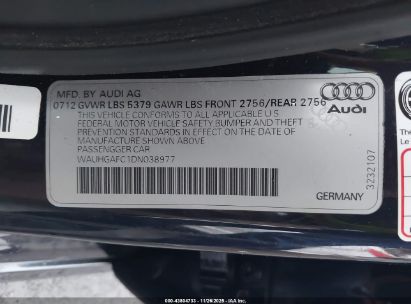 MFD. BY AUDI AG
0712 GVWR LBS 5379 GAWR LBS FRONT 2756/REAR 2756
THIS VEHICLE CONFORMS TO ALL APPLICABLE U S
FEDERAL MOTOR VEHICLE SAFETY BUMPER AND THEFT
PREVENTION STANDARDS IN EFFECT ON THE DATE OF
MANUFACTURE SHOWN ABOVE
PASSENGGER CAR
WAUHGAFC1DN038977
Audi
3232107
GERMANY